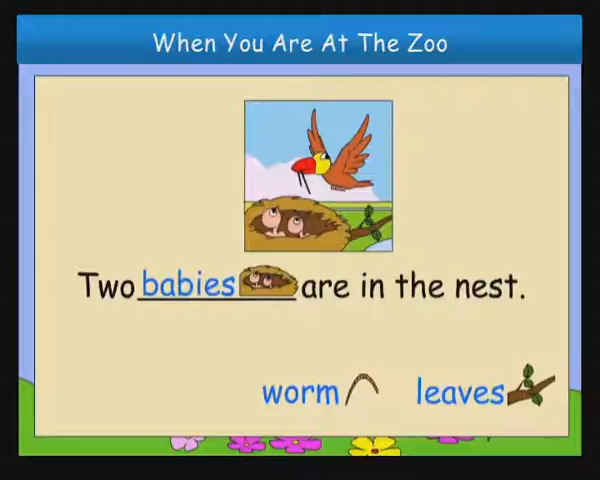 When You Are At The Zoo
Two babies are in the nest.
worm leaves